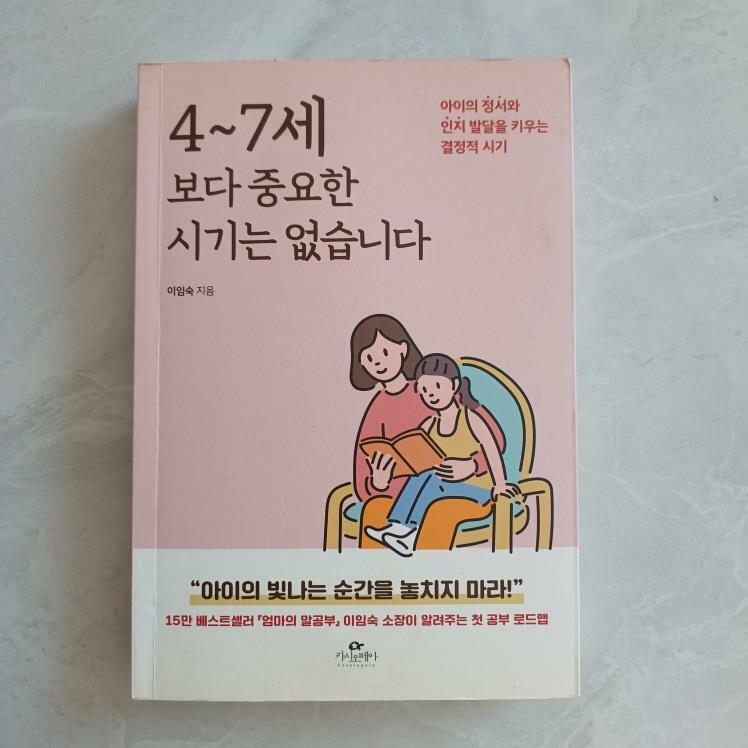 4~7세
보다 중요한
시기는 없습니다
아이의 정서와
인지 발달을 키우는
결정적 시기
이임숙 지음
“아이의 빛나는 순간을 놓치지 마라!”
15만 베스트셀러 『엄마의 말공부』 이임숙 소장이 알려주는 첫 공부 로드맵
카시오페아
Cassiopeia